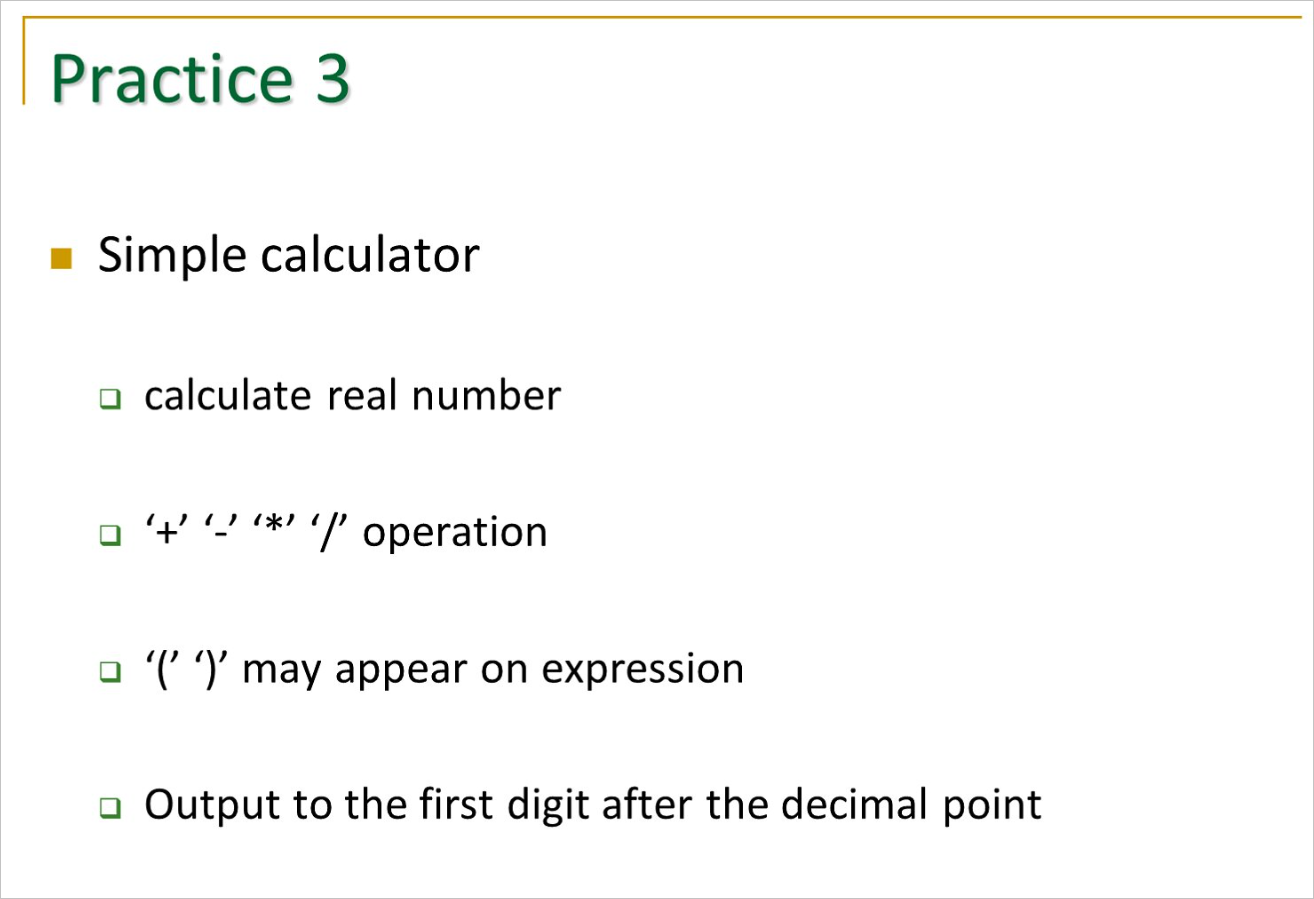 Practice 3
Simple calculator
calculate real number
‘+’ ‘-’ ‘*’ ‘/’ operation
‘(’ ‘)’ may appear on expression
Output to the first digit after the decimal point